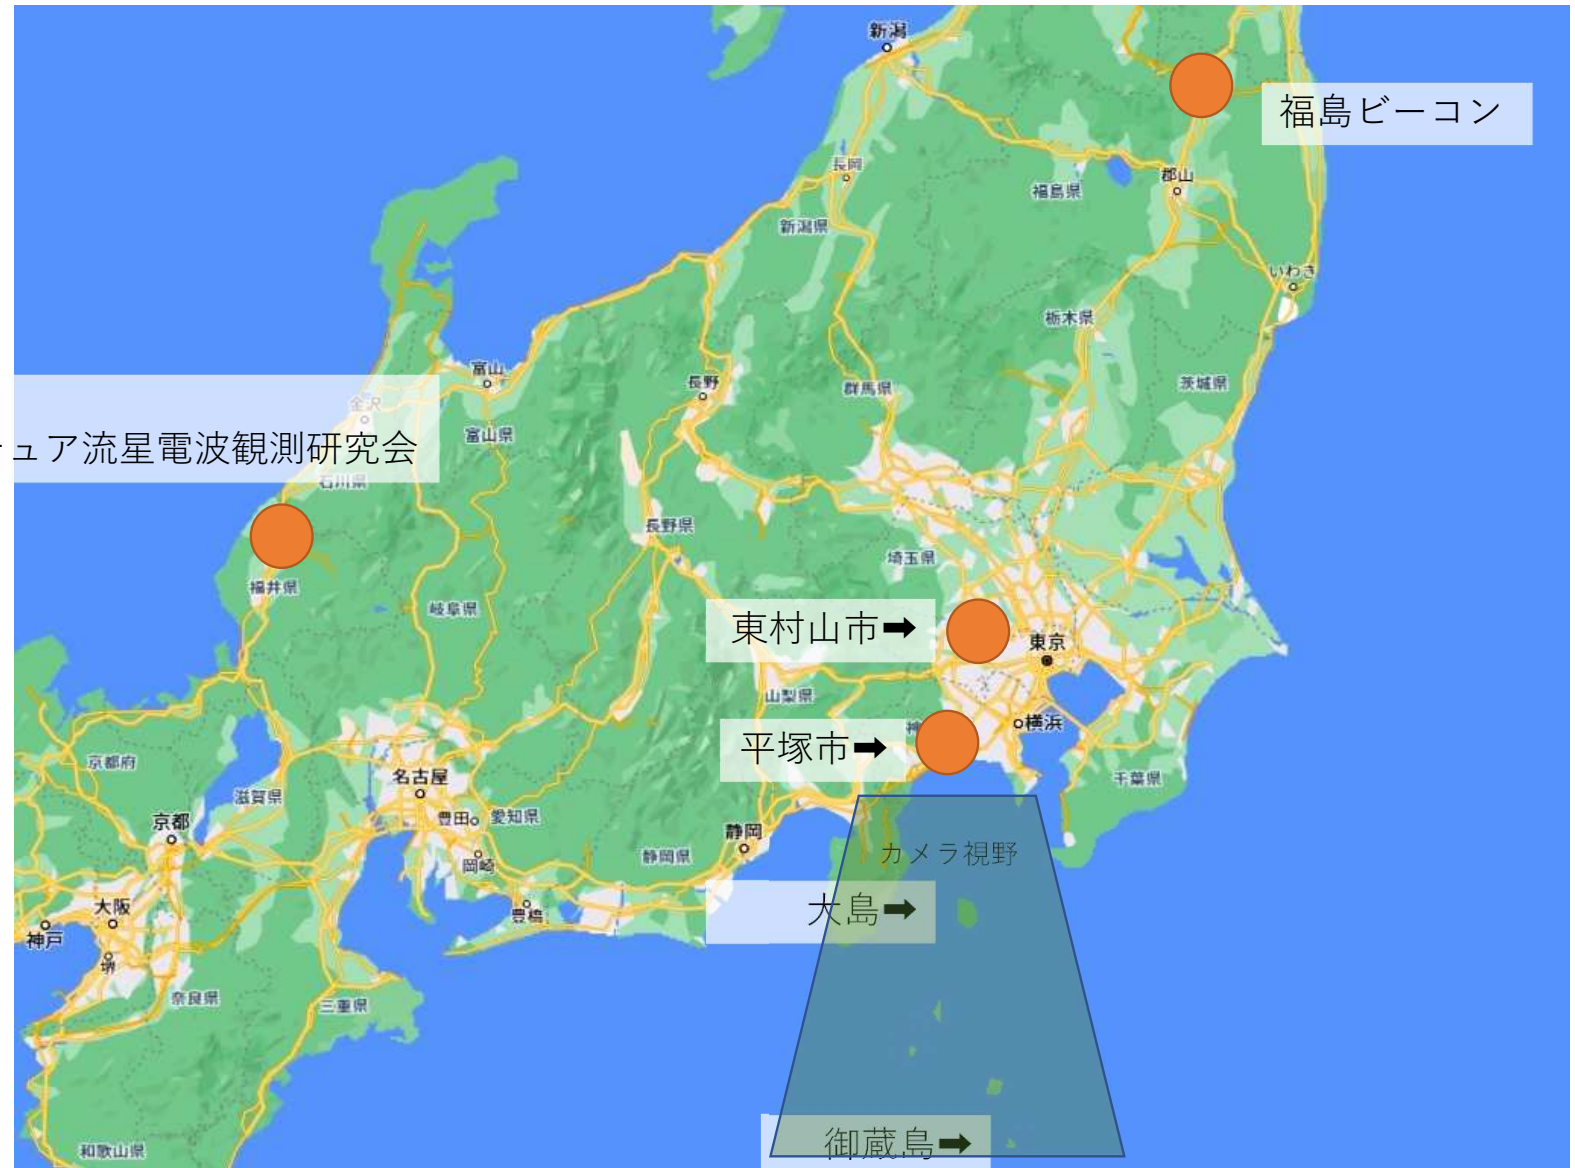 新潟
福島ビーコン
長岡
郡山
福島県
新潟県
いわき
栃木県
富山
長野
群馬県
茨城県
金沢
富山県
ュア流星電波観測研究会
石川県
長野県
埼玉県
福井県
岐阜県
東村山市➡
東京
山梨県
平塚市➡
横浜
京都府
名古屋
千葉県
滋賀県
京都
豊田
愛知県
静岡
岡崎
静岡県
カメラ視野
大阪
豊橋
大島➡
神戸
堺
奈良県
三重県
和歌山県
御蔵島➡